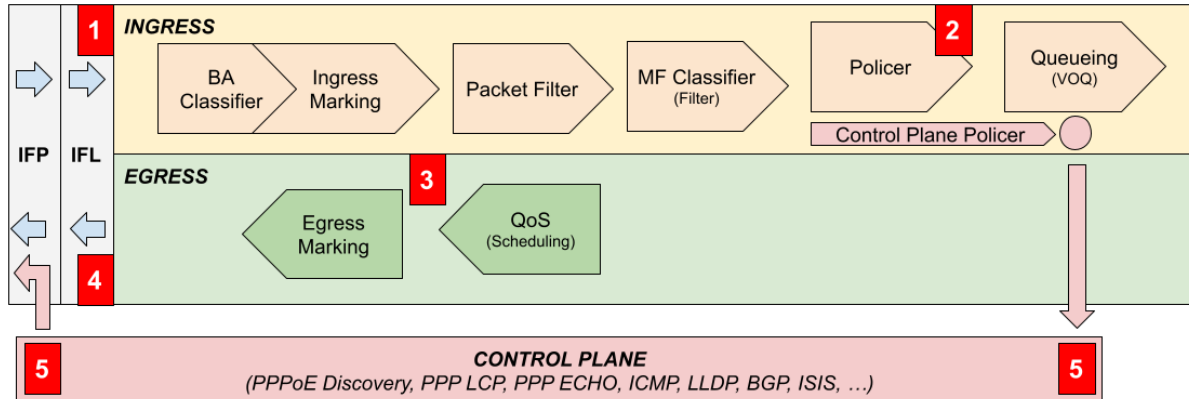 1
INGRESS
2
BA
Classifier
Ingress
Marking
Packet Filter
MF Classifier
(Filter)
Policer
Queueing
(VOQ)
Control Plane Policer
IFP
IFL
EGRESS
3
Egress
Marking
QoS
(Scheduling)
4
5
CONTROL PLANE
(PPPoE Discovery, PPP LCP, PPP ECHO, ICMP, LLDP, BGP, ISIS, …)
5